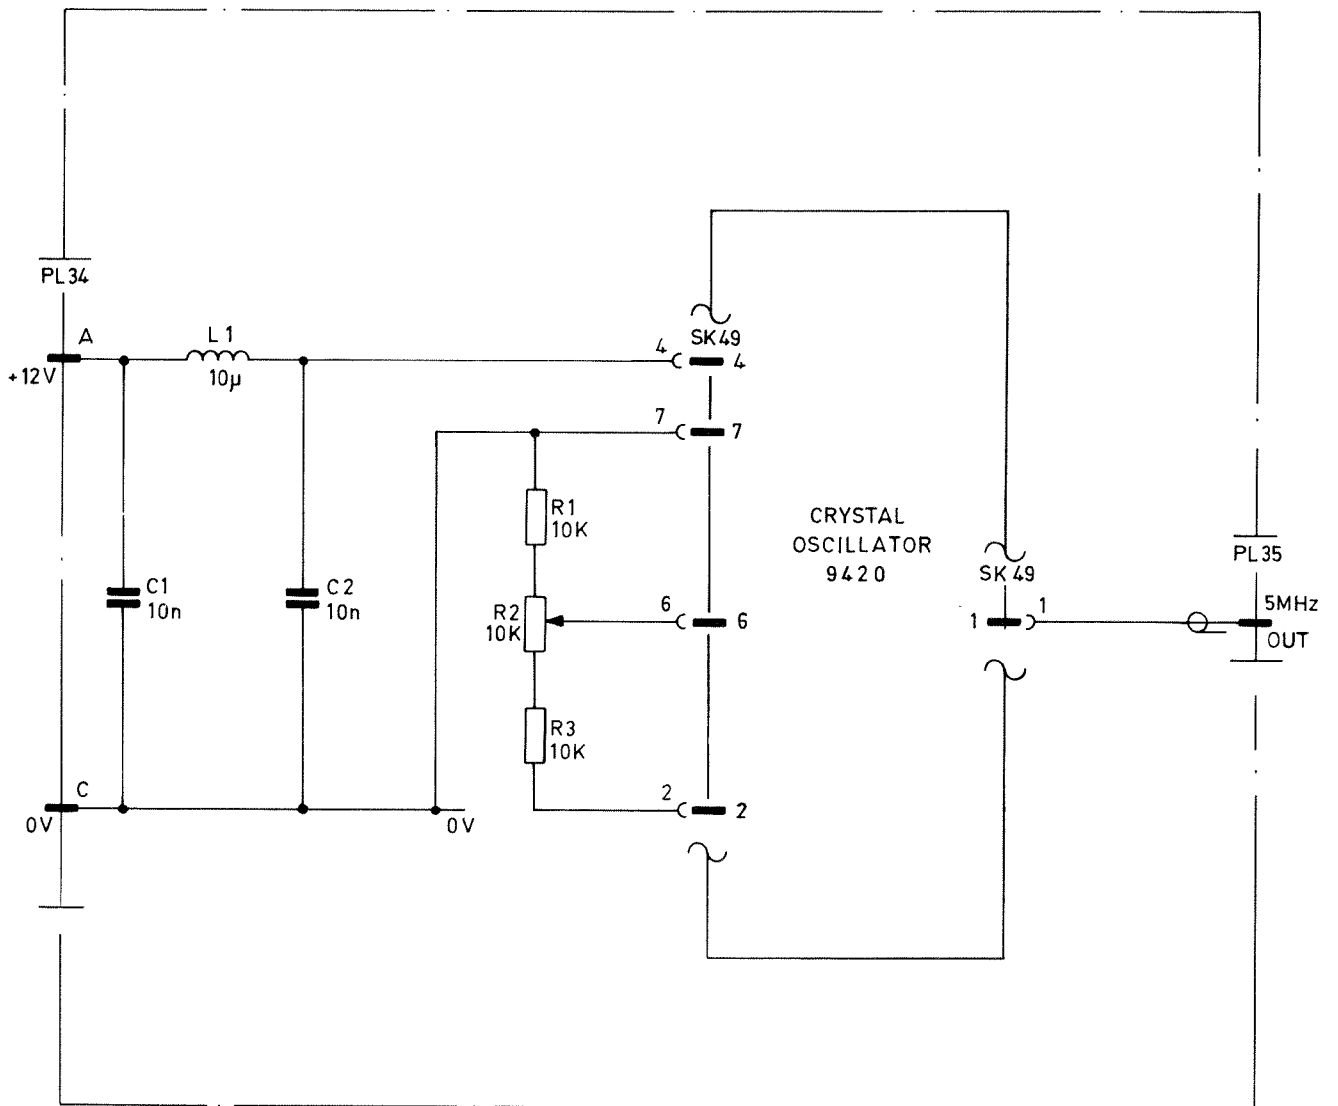 PL34
A
+12V
L1
10μ
4
SK49
4
7
7
R1
10K
CRYSTAL
OSCILLATOR
9420
PL35
SK49
C1
10n
C2
10n
R2
10K
6
6
1
1
5MHz
OUT
R3
10K
C
0V
0V
2
2